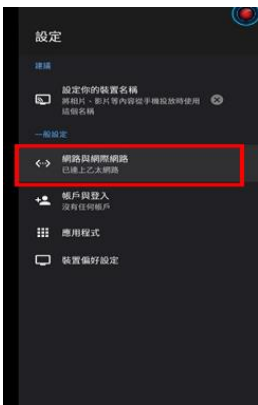 設定
建議
設定你的裝置名稱
將相片、影片等內容從手機投放時使用
這個名稱
一般設定
網路與網際網路
已連上乙太網路
帳戶與登入
沒有任何帳戶
應用程式
裝置偏好設定